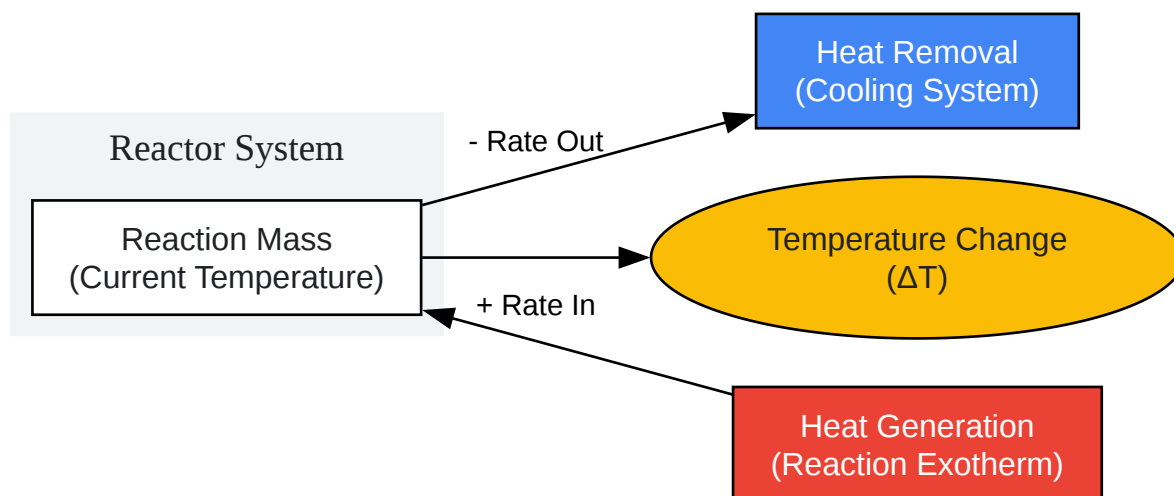 Heat Removal
(Cooling System)
- Rate Out
Reactor System
Reaction Mass
(Current Temperature)
Temperature Change
(ΔT)
+ Rate In
Heat Generation
(Reaction Exotherm)